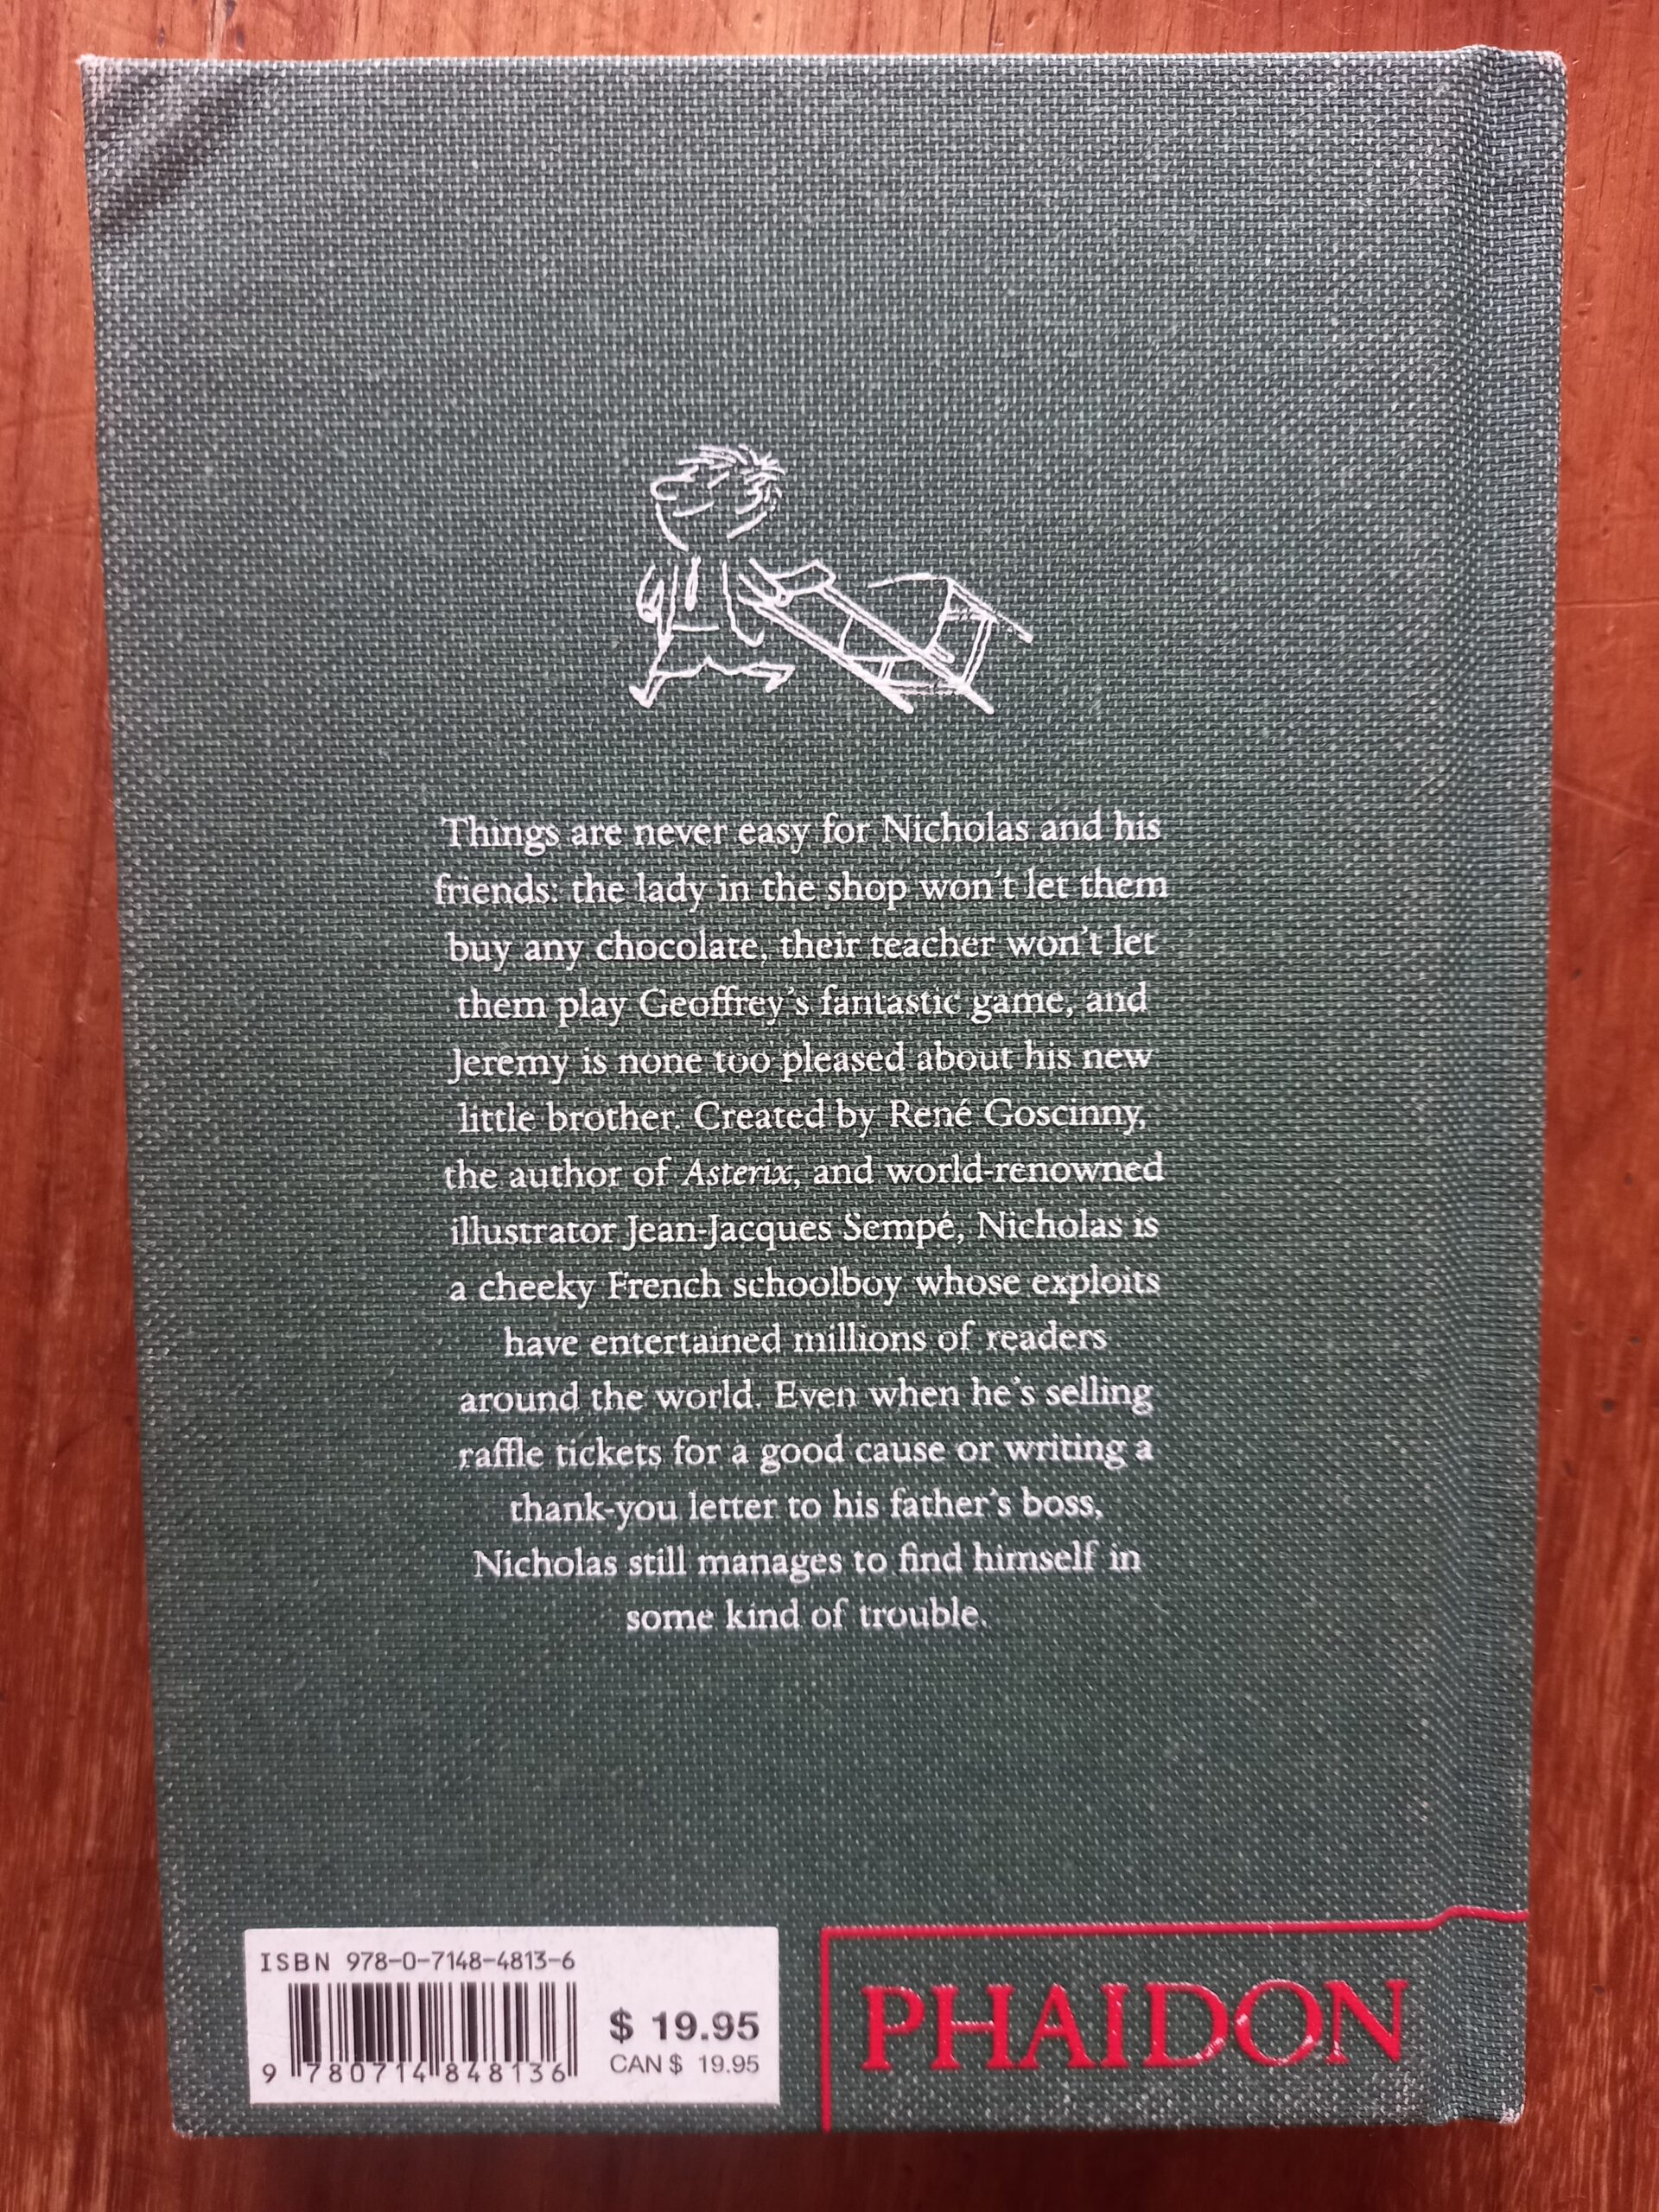 Things are never easy for Nicholas and his
friends: the lady in the shop won't let them
buy any chocolate, their teacher won't let
them play Geoffrey's fantastic game, and
Jeremy is none too pleased about his new
little brother. Created by René Goscinny,
the author of Asterix, and world-renowned
illustrator Jean-Jacques Sempé, Nicholas is
a cheeky French schoolboy whose exploits
have entertained millions of readers
around the world. Even when he's selling
raffle tickets for a good cause or writing a
thank-you letter to his father's boss,
Nicholas still manages to find himself in
some kind of trouble.
ISBN 978-0-7148-4813-6
$ 19.95
CAN $ 19.95
9 780714 848136
PHAIDON